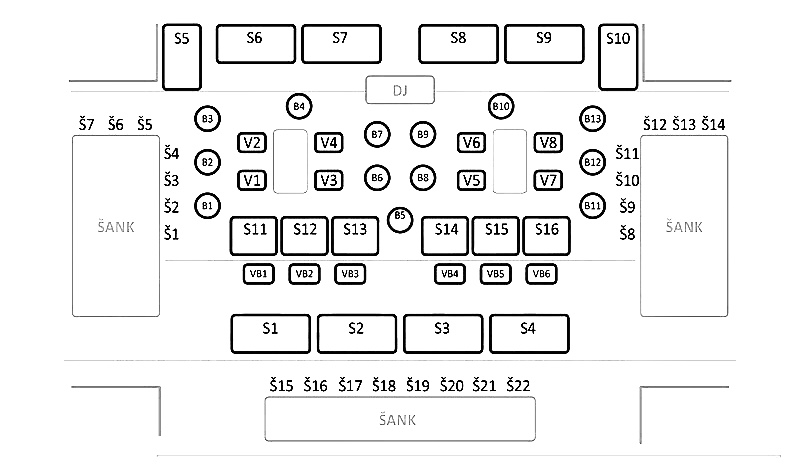 S5 S6 S7 S8 S9 S10
DJ
B3 B4 B10 B13
Š7 Š6 Š5 B7 B9 Š12 Š13 Š14
V2 V4 V6 V8
Š4 B2 B12 Š11
Š3 V1 V3 B6 B8 V5 V7 Š10
Š2 B1 B5 B11 Š9
ŠANK S11 S12 S13 S14 S15 S16 ŠANK
Š1 Š8
VB1 VB2 VB3 VB4 VB5 VB6
S1 S2 S3 S4
Š15 Š16 Š17 Š18 Š19 Š20 Š21 Š22
ŠANK